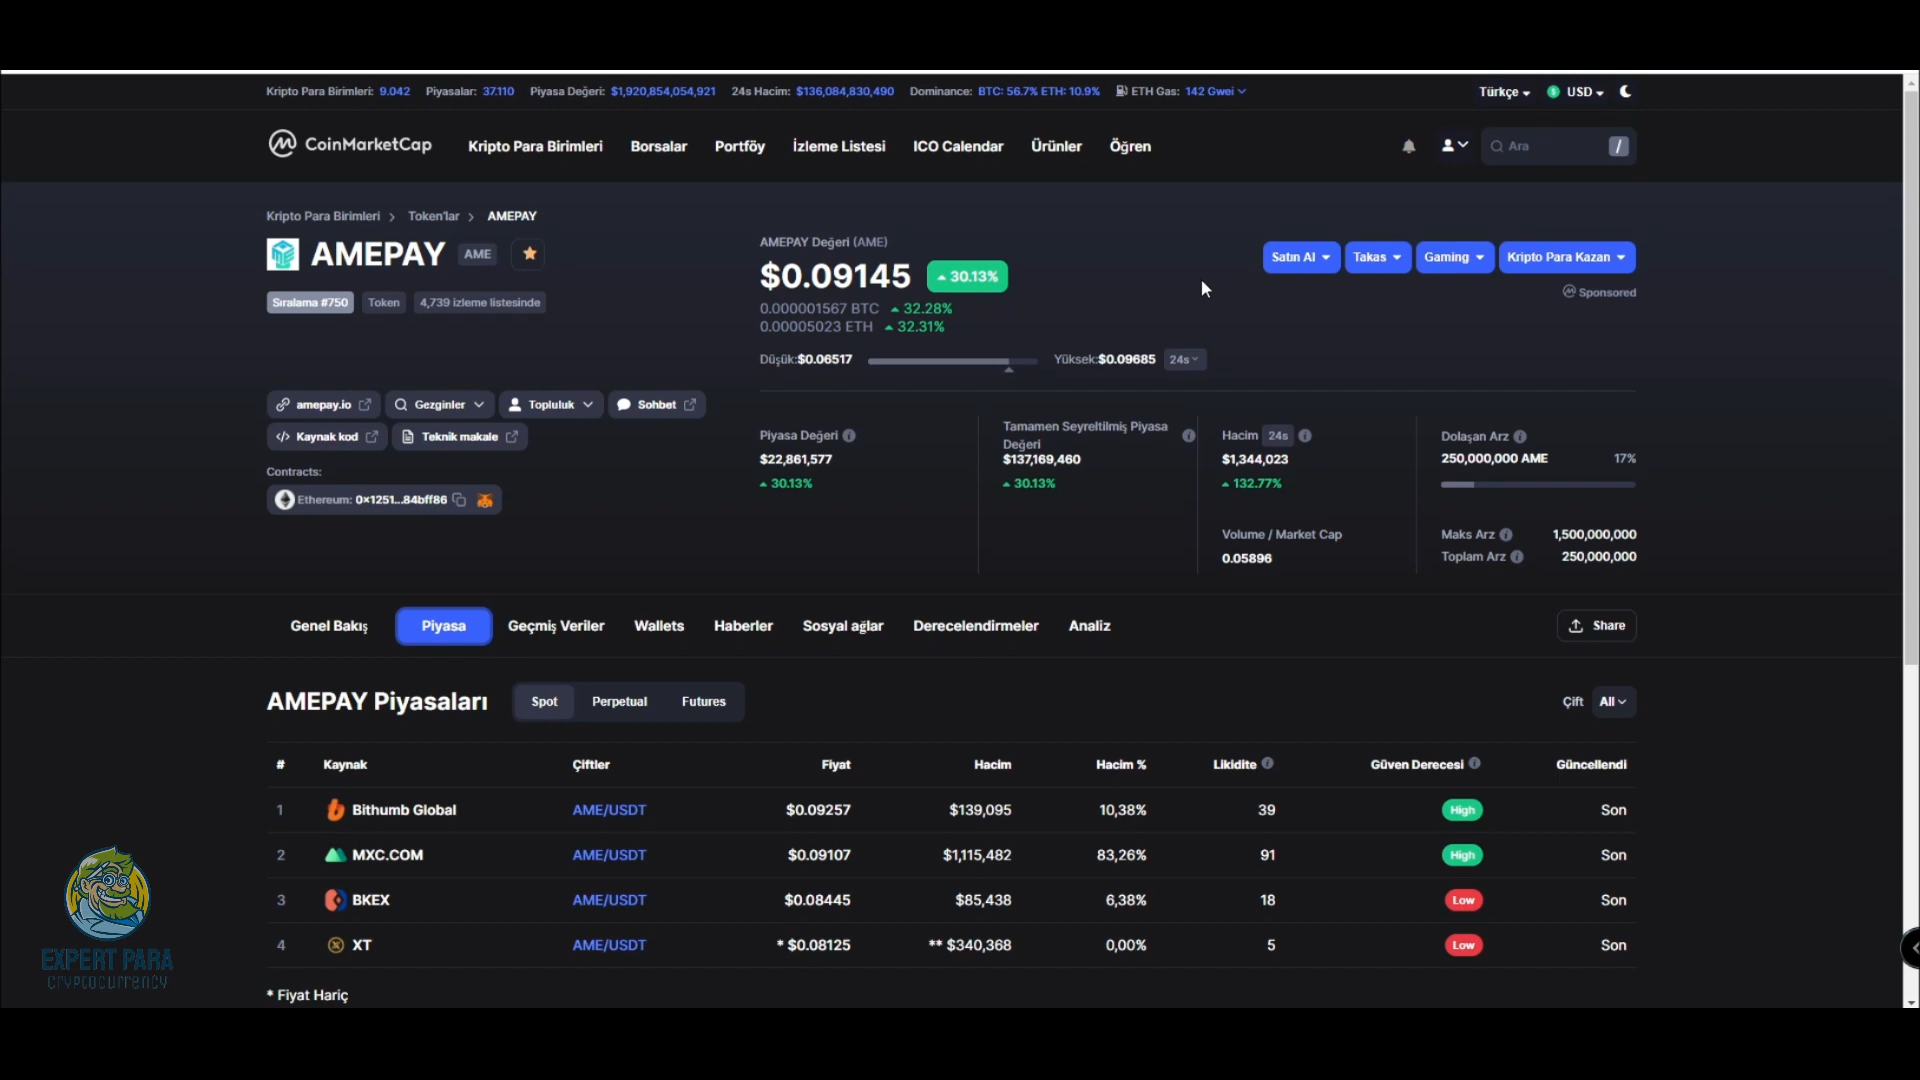 Kripto Para Birimleri: 9.042 Piyasalar: 37.110 Piyasa Değeri: $1,920,854,054,921 24s Hacim: $136,084,830,490 Dominance: BTC: 56.7% ETH: 10.9% ETH Gas: 142 Gwei Türkçe USD
CoinMarketCap Kripto Para Birimleri Borsalar Portföy İzleme Listesi ICO Calendar Ürünler Öğren Ara /
Kripto Para Birimleri > Token'lar > AMEPAY
AMEPAY AME
Sıralama #750 Token 4,739 izleme listesinde
amepay.io Gezginler Topluluk Sohbet
Kaynak kod Teknik makale
Contracts:
Ethereum: 0x1251...84bff86
AMEPAY Değeri (AME)
$0.09145 30.13%
0.000001567 BTC 32.28%
0.00005023 ETH 32.31%
Düşük:$0.06517 Yüksek:$0.09685 24s
Satın Al Takas Gaming Kripto Para Kazan
Sponsored
Piyasa Değeri
$22,861,577
30.13%
Tamamen Seyreltilmiş Piyasa
Değeri
$137,169,460
30.13%
Hacim 24s
$1,344,023
132.77%
Volume / Market Cap
0.05896
Dolaşan Arz
250,000,000 AME 17%
Maks Arz 1,500,000,000
Toplam Arz 250,000,000
Genel Bakış Piyasa Geçmiş Veriler Wallets Haberler Sosyal ağlar Derecelendirmeler Analiz Share
AMEPAY Piyasaları Spot Perpetual Futures Çift All
# Kaynak Çiftler Fiyat Hacim Hacim % Likidite Güven Derecesi Güncellendi
1 Bithumb Global AME/USDT $0.09257 $139,095 10,38% 39 High Son
2 MXC.COM AME/USDT $0.09107 $1,115,482 83,26% 91 High Son
3 BKEX AME/USDT $0.08445 $85,438 6,38% 18 Low Son
4 XT AME/USDT * $0.08125 ** $340,368 0,00% 5 Low Son
* Fiyat Hariç
EXPERT PARA
cryptocurrency